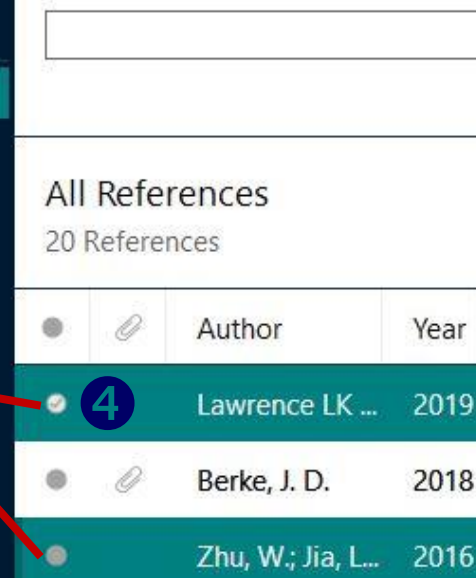 All References
20 References
Author Year
4 Lawrence LK ... 2019
Berke, J. D. 2018
Zhu, W.; Jia, L... 2016